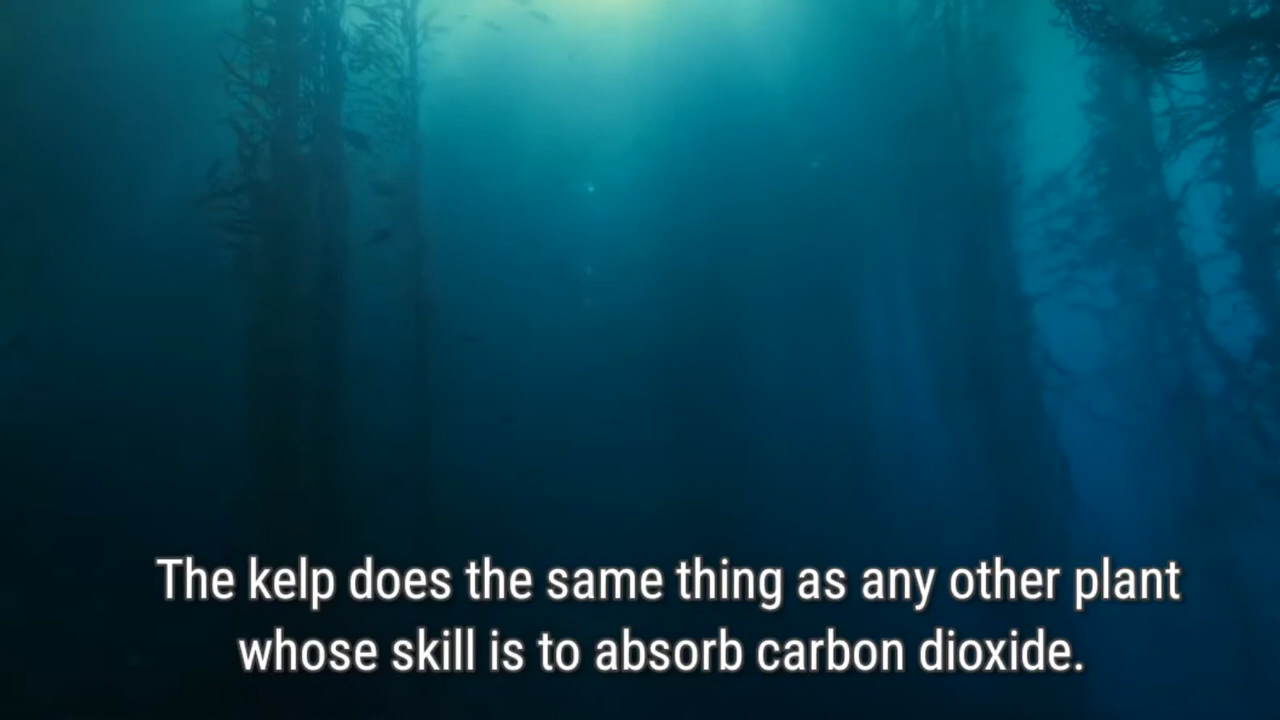 The kelp does the same thing as any other plant
whose skill is to absorb carbon dioxide.